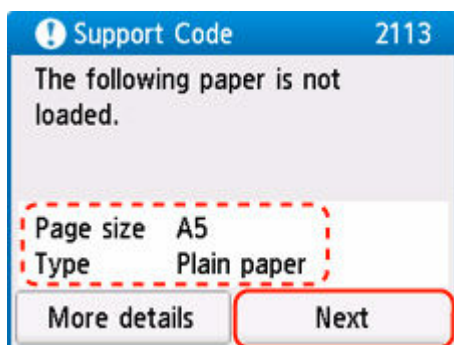 Support Code 2113
The following paper is not
loaded.
Page size A5
Type Plain paper
More details Next